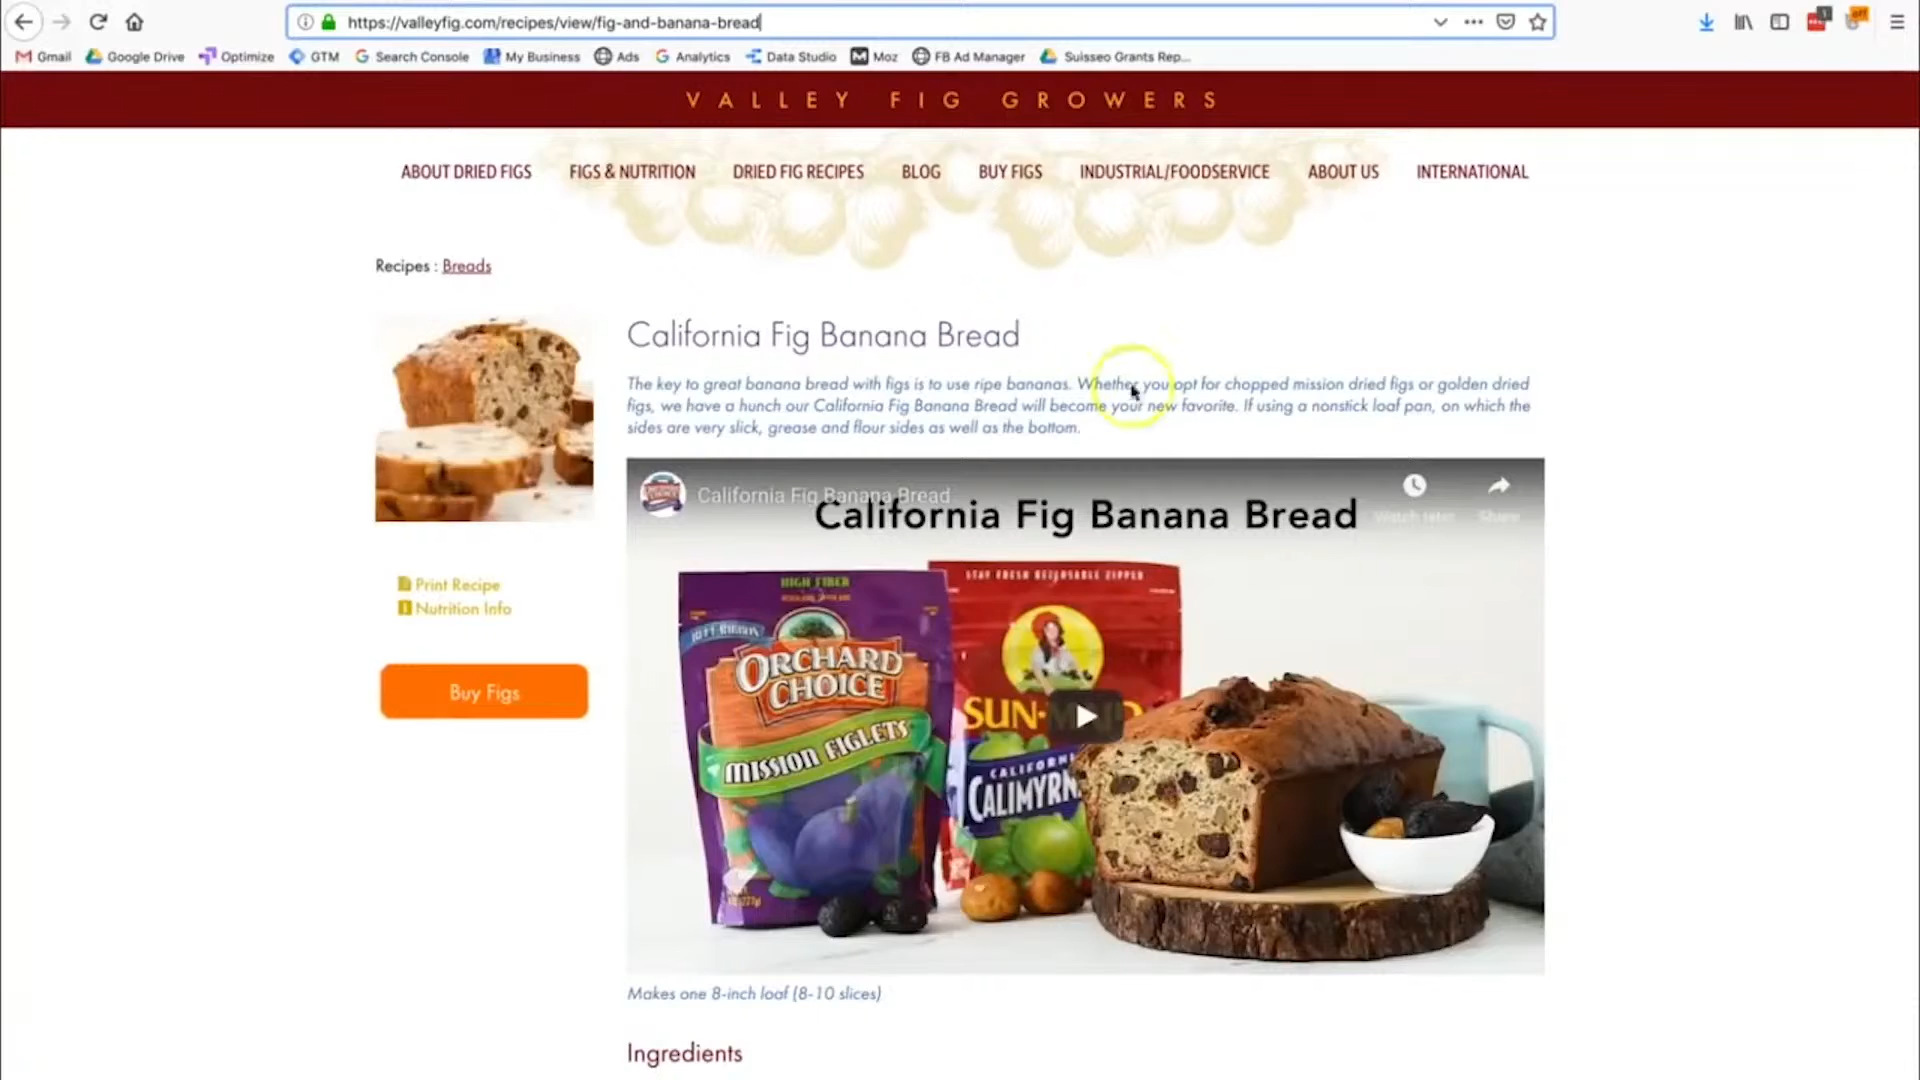 https://valleyfig.com/recipes/view/fig-and-banana-bread
Gmail Google Drive Optimize GTM Search Console My Business Ads Analytics Data Studio Moz FB Ad Manager Suisseo Grants Rep...
VALLEY FIG GROWERS
ABOUT DRIED FIGS FIGS & NUTRITION DRIED FIG RECIPES BLOG BUY FIGS INDUSTRIAL/FOODSERVICE ABOUT US INTERNATIONAL
Recipes : Breads
California Fig Banana Bread
The key to great banana bread with figs is to use ripe bananas. Whether you opt for chopped mission dried figs or golden dried
figs, we have a hunch our California Fig Banana Bread will become your new favorite. If using a nonstick loaf pan, on which the
sides are very slick, grease and flour sides as well as the bottom.
California Fig Banana Bread
California Fig Banana Bread
Watch later Share
HIGH FIBER
ORCHARD
CHOICE
MISSION FIGLETS
STAY FRESH RESEALABLE ZIPPER
SUN-M
CALIFORN
CALIMYRN
Print Recipe
Nutrition Info
Buy Figs
Makes one 8-inch loaf (8-10 slices)
Ingredients